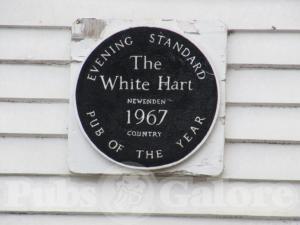 EVENING STANDARD
The
White Hart
NEWENDEN
1967
COUNTRY
PUB OF THE YEAR
Pubs Galore